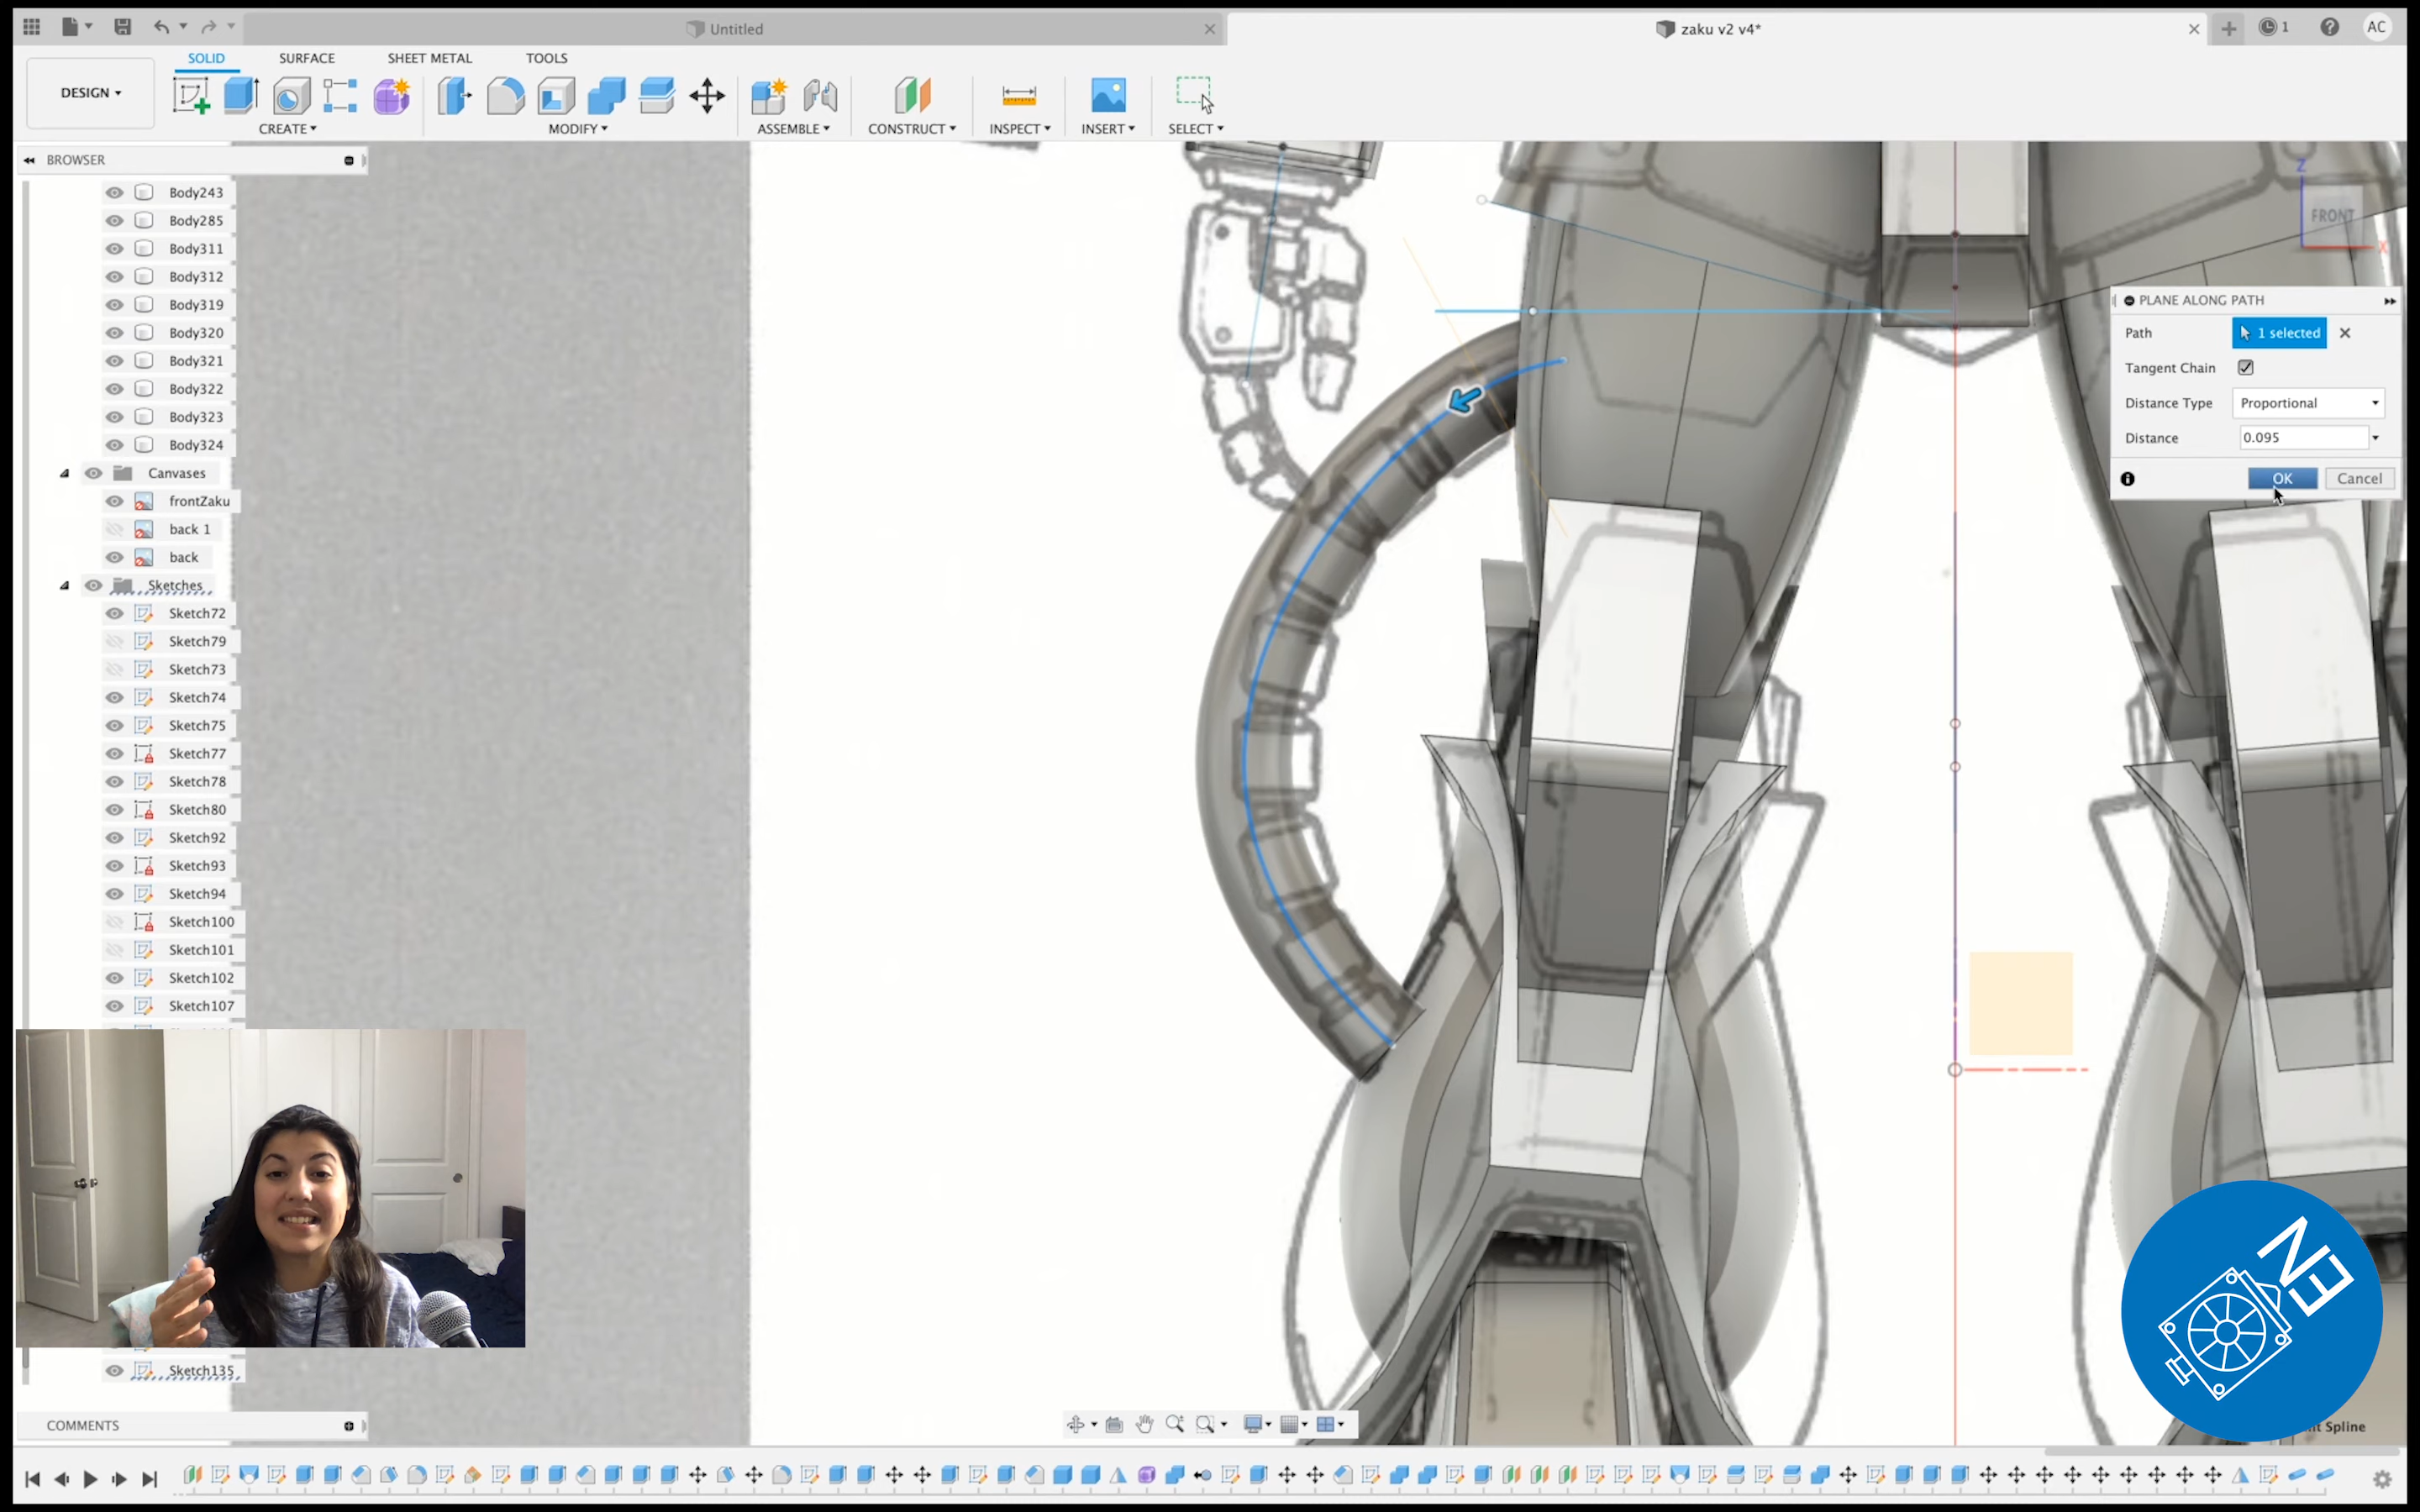 Untitled
zaku v2 v4*
1
AC
SOLID
SURFACE
SHEET METAL
TOOLS
DESIGN
CREATE
MODIFY
ASSEMBLE
CONSTRUCT
INSPECT
INSERT
SELECT
BROWSER
Body243
Body285
Body311
Body312
Body319
Body320
Body321
Body322
Body323
Body324
Canvases
frontZaku
back 1
back
Sketches
Sketch72
Sketch79
Sketch73
Sketch74
Sketch75
Sketch77
Sketch78
Sketch80
Sketch92
Sketch93
Sketch94
Sketch100
Sketch101
Sketch102
Sketch107
Sketch135
COMMENTS
Z
FRONT
X
PLANE ALONG PATH
Path
1 selected
Tangent Chain
Distance Type
Proportional
Distance
0.095
OK
Cancel
NE
Spline